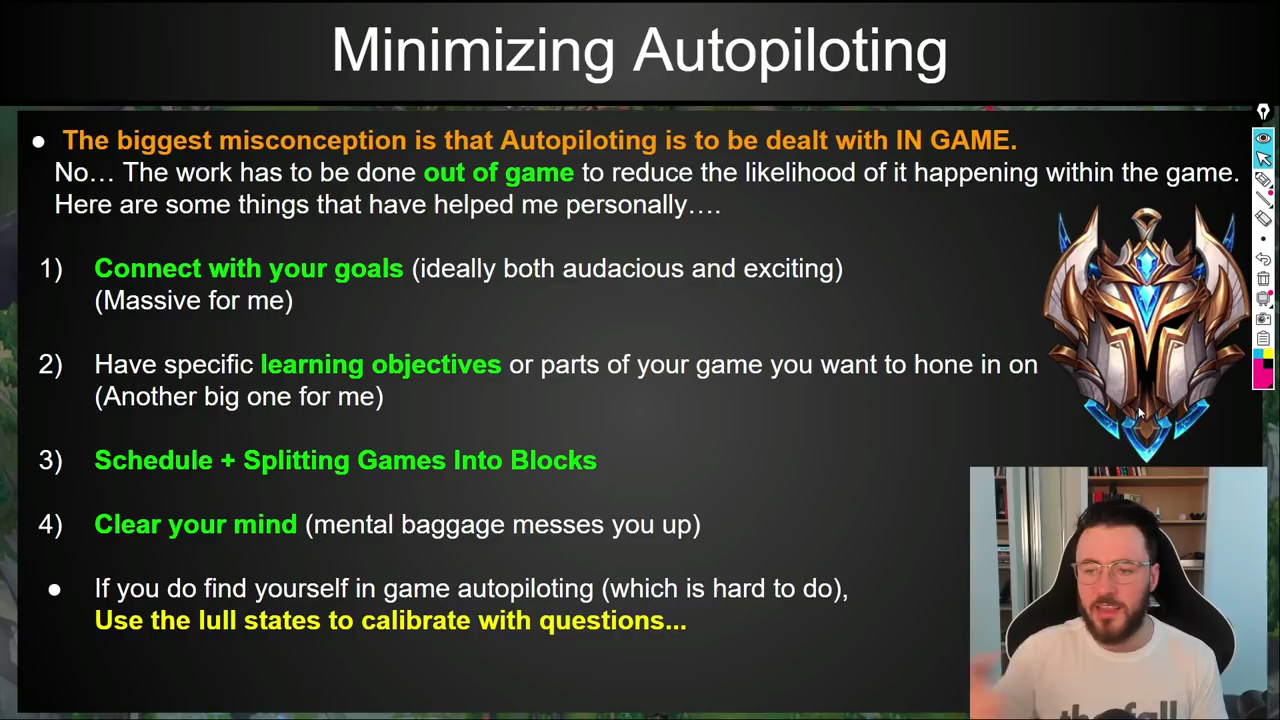 Minimizing Autopiloting
● The biggest misconception is that Autopiloting is to be dealt with IN GAME.
No… The work has to be done out of game to reduce the likelihood of it happening within the game.
Here are some things that have helped me personally….
1) Connect with your goals (ideally both audacious and exciting)
(Massive for me)
2) Have specific learning objectives or parts of your game you want to hone in on
(Another big one for me)
3) Schedule + Splitting Games Into Blocks
4) Clear your mind (mental baggage messes you up)
● If you do find yourself in game autopiloting (which is hard to do),
Use the lull states to calibrate with questions...